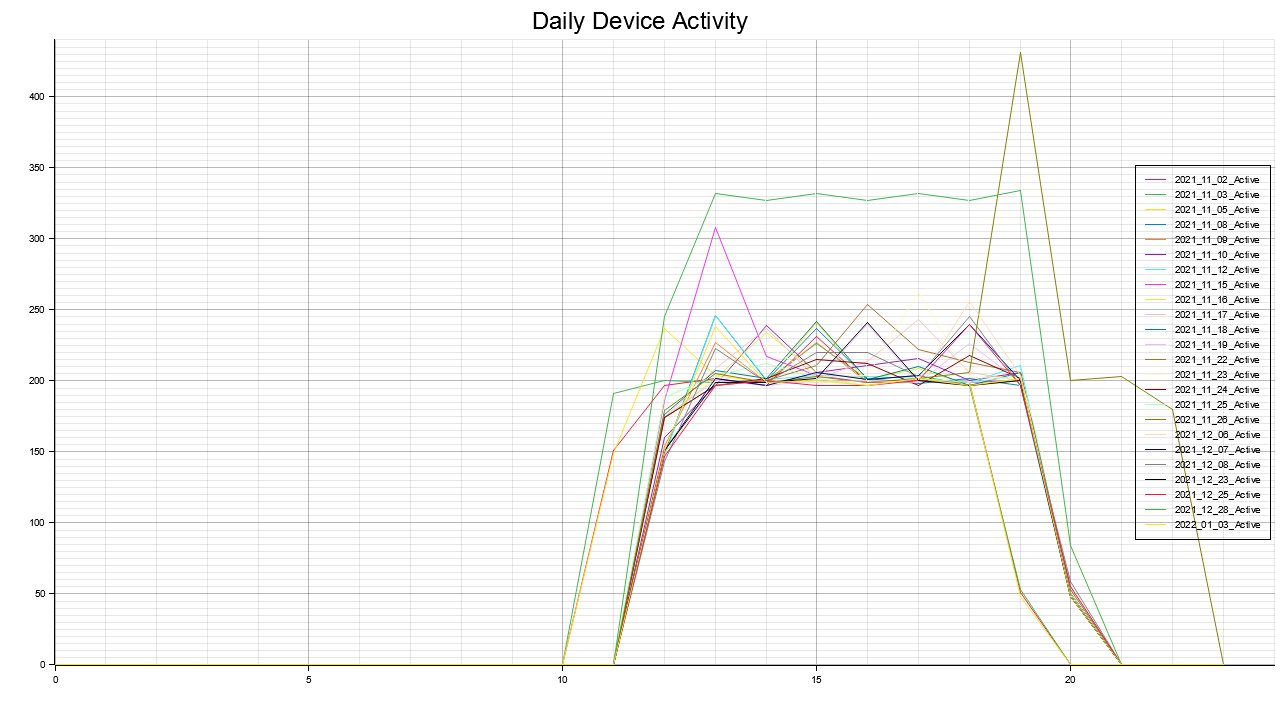 Daily Device Activity
400
350
300
250
200
150
100
50
0
0
5
10
15
20
2021_11_02_Active
2021_11_03_Active
2021_11_05_Active
2021_11_08_Active
2021_11_09_Active
2021_11_10_Active
2021_11_12_Active
2021_11_15_Active
2021_11_16_Active
2021_11_17_Active
2021_11_18_Active
2021_11_19_Active
2021_11_22_Active
2021_11_23_Active
2021_11_24_Active
2021_11_25_Active
2021_11_26_Active
2021_12_06_Active
2021_12_07_Active
2021_12_08_Active
2021_12_23_Active
2021_12_25_Active
2021_12_28_Active
2022_01_03_Active